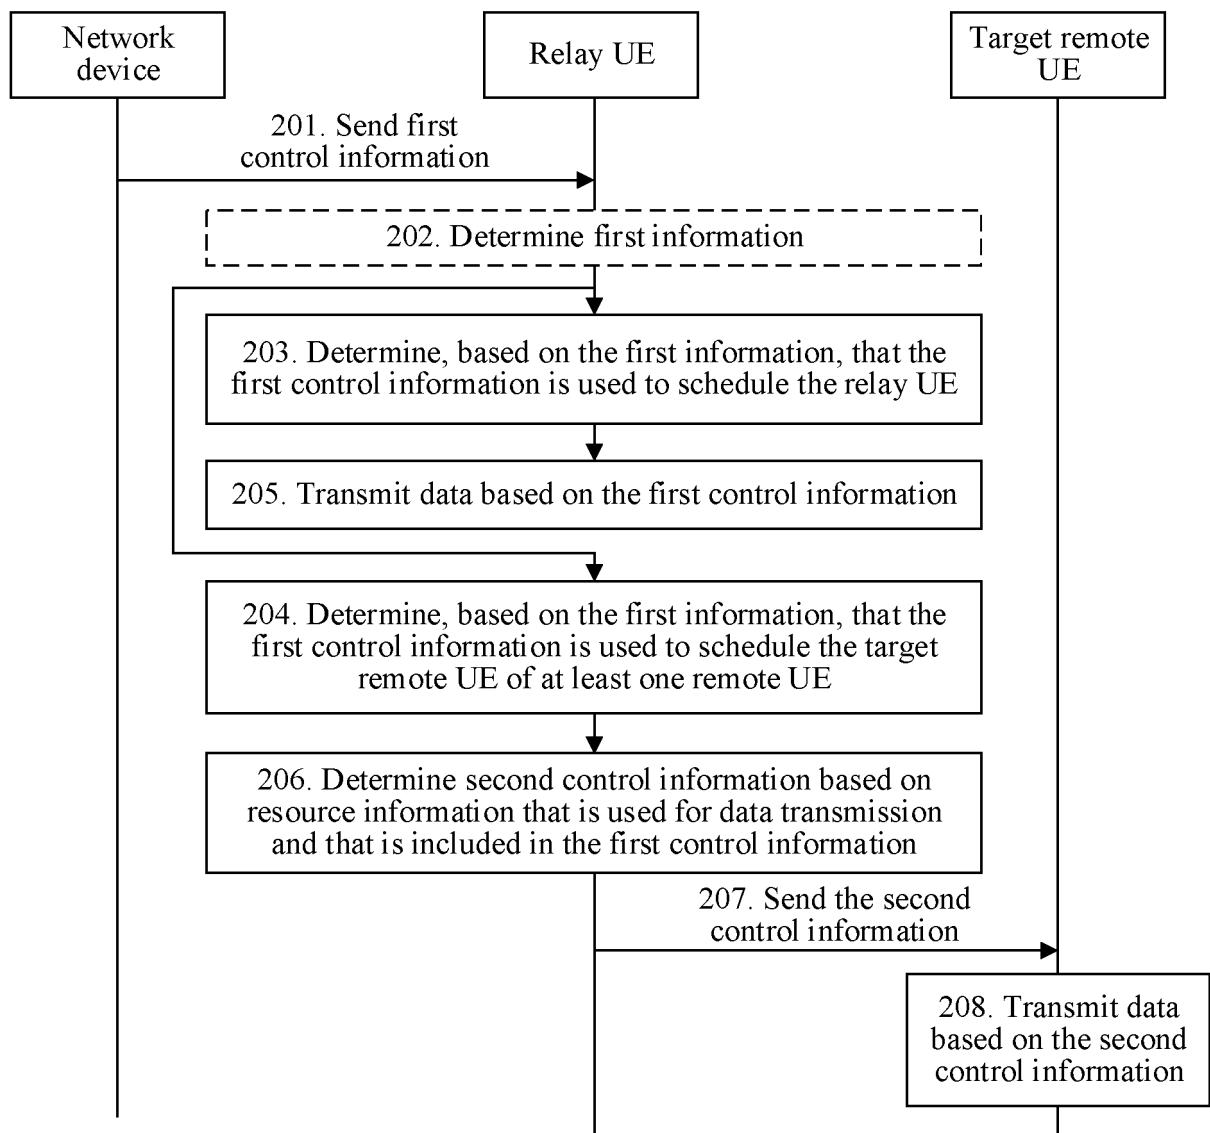 Network
device
Relay UE
Target remote
UE
201. Send first
control information
202. Determine first information
203. Determine, based on the first information, that the
first control information is used to schedule the relay UE
205. Transmit data based on the first control information
204. Determine, based on the first information, that the
first control information is used to schedule the target
remote UE of at least one remote UE
206. Determine second control information based on
resource information that is used for data transmission
and that is included in the first control information
207. Send the second
control information
208. Transmit data
based on the second
control information